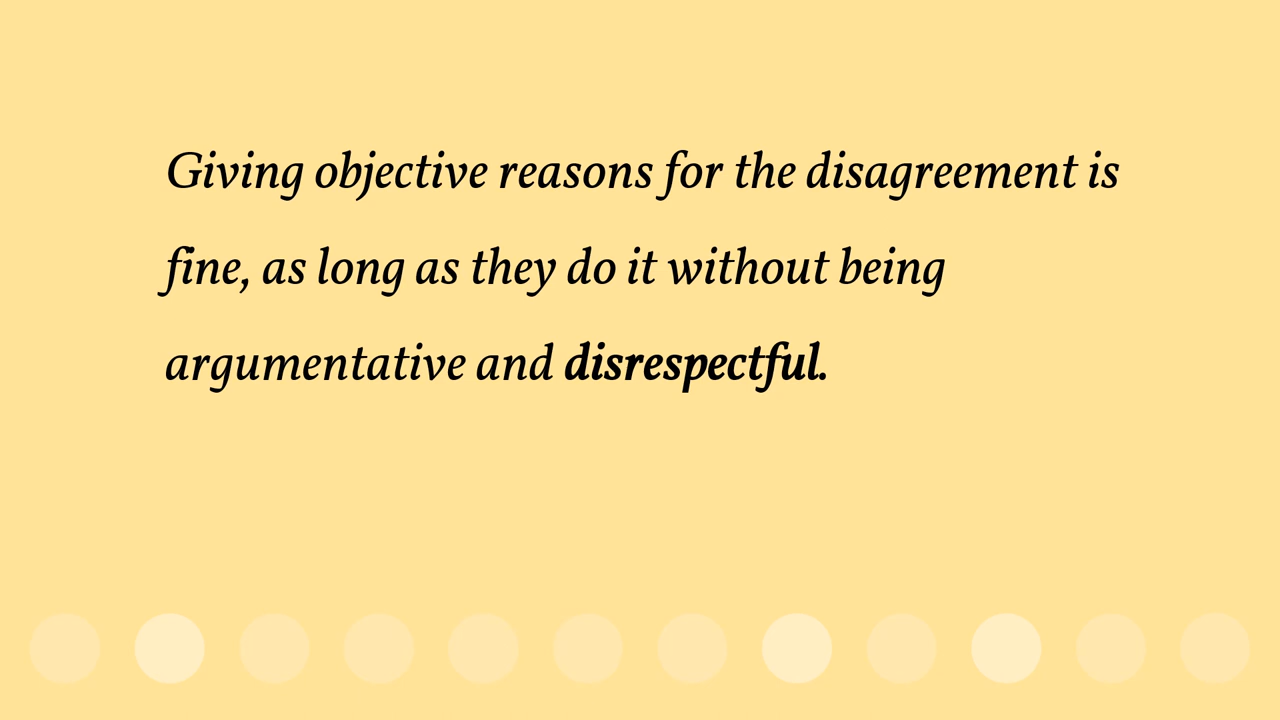 Giving objective reasons for the disagreement is
fine, as long as they do it without being
argumentative and disrespectful.